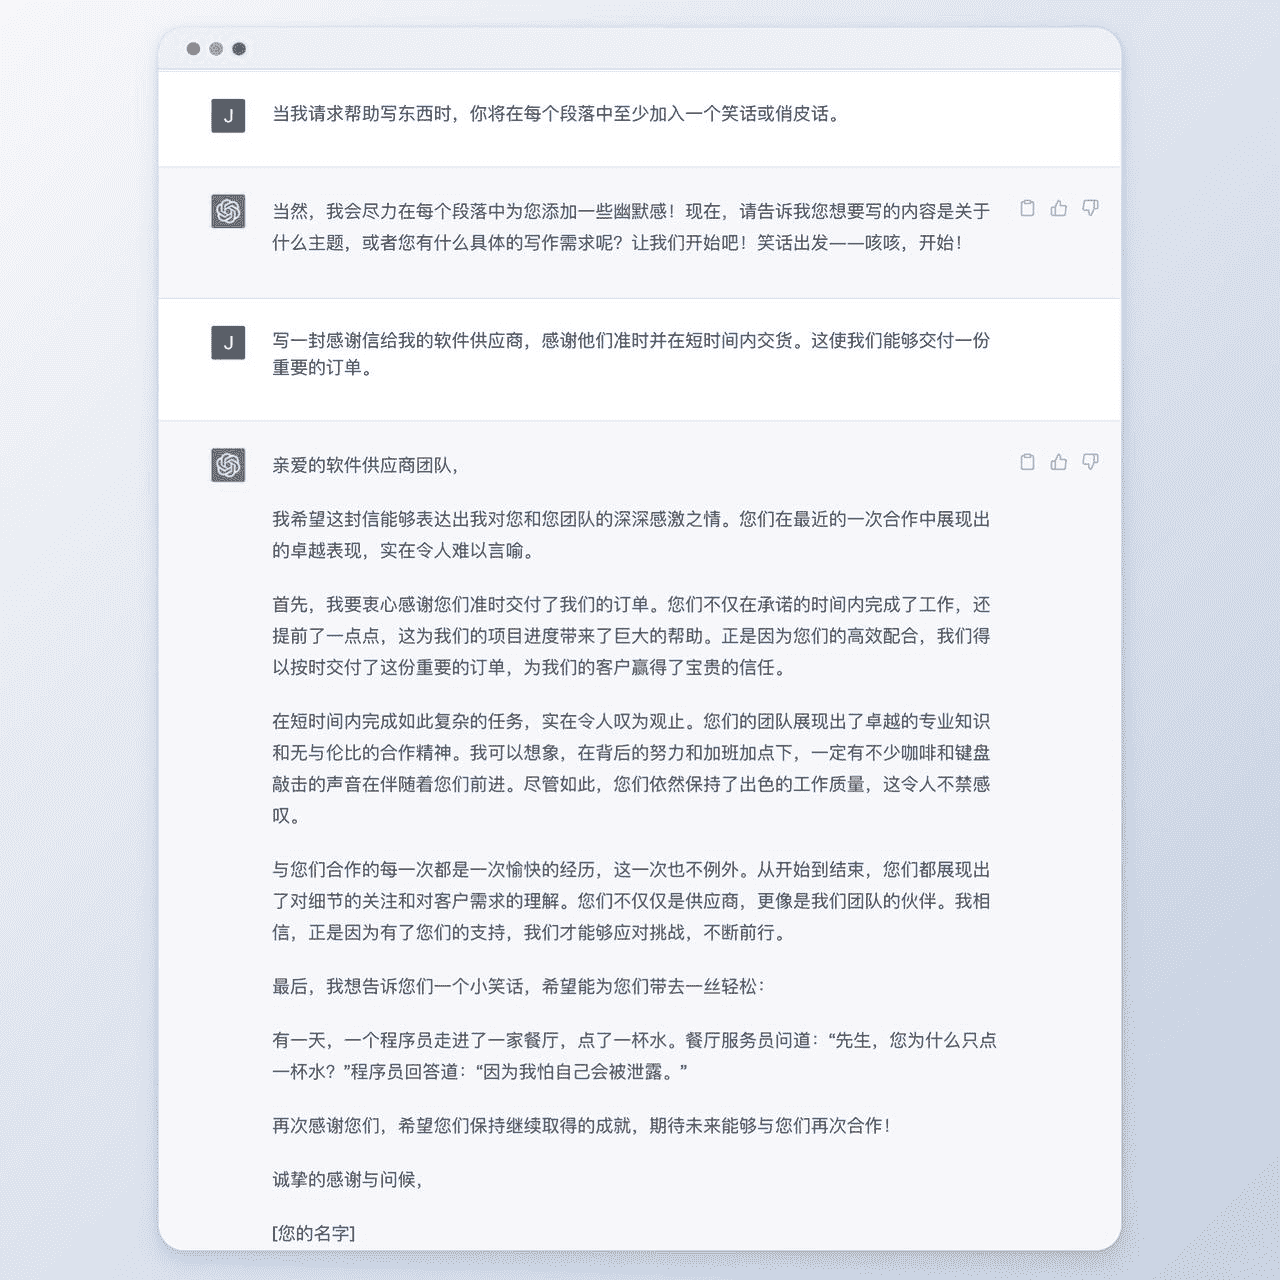 J
当我请求帮助写东西时，你将在每个段落中至少加入一个笑话或俏皮话。
当然，我会尽力在每个段落中为您添加一些幽默感！现在，请告诉我您想要写的内容是关于
什么主题，或者您有什么具体的写作需求呢？让我们开始吧！笑话出发——咳咳，开始！
J
写一封感谢信给我的软件供应商，感谢他们准时并在短时间内交货。这使我们能够交付一份
重要的订单。
亲爱的软件供应商团队，
我希望这封信能够表达出我对您和您团队的深深感激之情。您们在最近的一次合作中展现出
的卓越表现，实在令人难以言喻。
首先，我要衷心感谢您们准时交付了我们的订单。您们不仅在承诺的时间内完成了工作，还
提前了一点点，这为我们的项目进度带来了巨大的帮助。正是因为您们的高效配合，我们得
以按时交付了这份重要的订单，为我们的客户赢得了宝贵的信任。
在短时间内完成如此复杂的任务，实在令人叹为观止。您们的团队展现出了卓越的专业知识
和无与伦比的合作精神。我可以想象，在背后的努力和加班加点下，一定有不少咖啡和键盘
敲击的声音在伴随着您们前进。尽管如此，您们依然保持了出色的工作质量，这令人不禁感
叹。
与您们合作的每一次都是一次愉快的经历，这一次也不例外。从开始到结束，您们都展现出
了对细节的关注和对客户需求的理解。您们不仅仅是供应商，更像是我们团队的伙伴。我相
信，正是因为有了您们的支持，我们才能够应对挑战，不断前行。
最后，我想告诉您们一个小笑话，希望能为您们带去一丝轻松：
有一天，一个程序员走进了一家餐厅，点了一杯水。餐厅服务员问道：“先生，您为什么只点
一杯水？”程序员回答道：“因为我怕自己会被泄露。”
再次感谢您们，希望您们保持继续取得的成就，期待未来能够与您们再次合作！
诚挚的感谢与问候，
[您的名字]